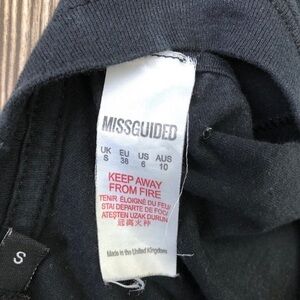 MISSGUIDED
UK EU US AUS
S 38 6 10
KEEP AWAY
FROM FIRE
TENIR ÉLOIGNÉ DU FEU
STAI DEPARTE DE FOC
ATEŞTEN UZAK DURUN
远离火种
Made in the United Kingdom
S